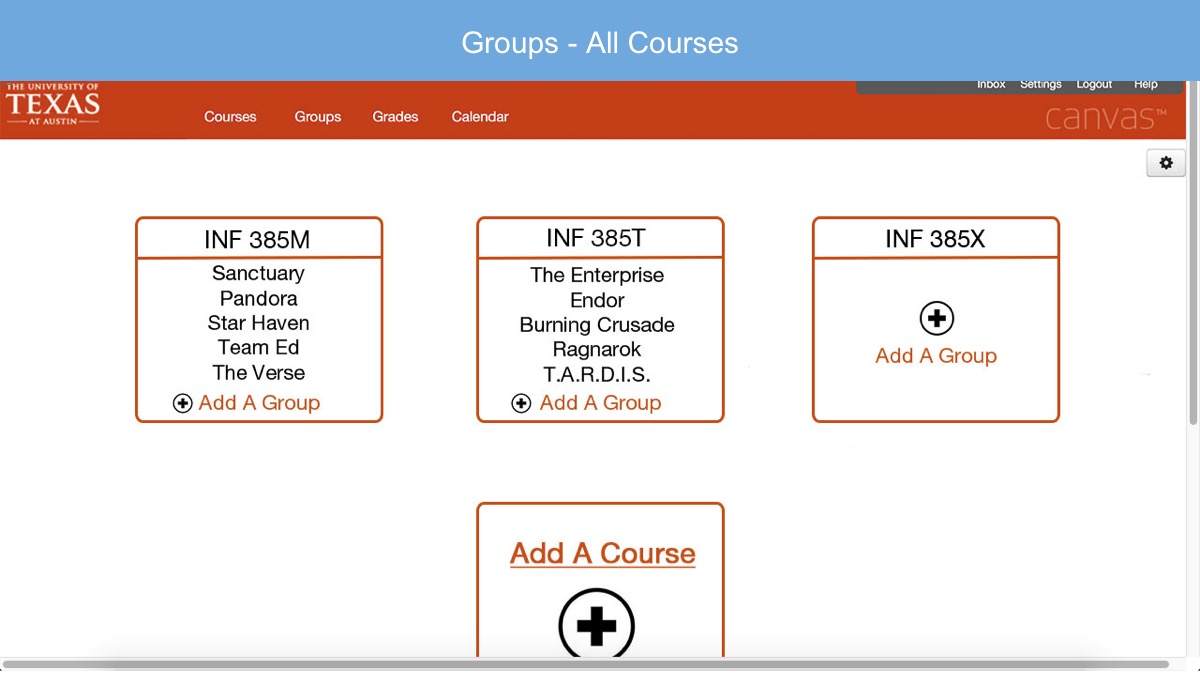 Groups - All Courses
THE UNIVERSITY OF
TEXAS
AT AUSTIN
Inbox Settings Logout Help
Courses Groups Grades Calendar
canvas™
INF 385M
Sanctuary
Pandora
Star Haven
Team Ed
The Verse
Add A Group
INF 385T
The Enterprise
Endor
Burning Crusade
Ragnarok
T.A.R.D.I.S.
Add A Group
INF 385X
Add A Group
Add A Course